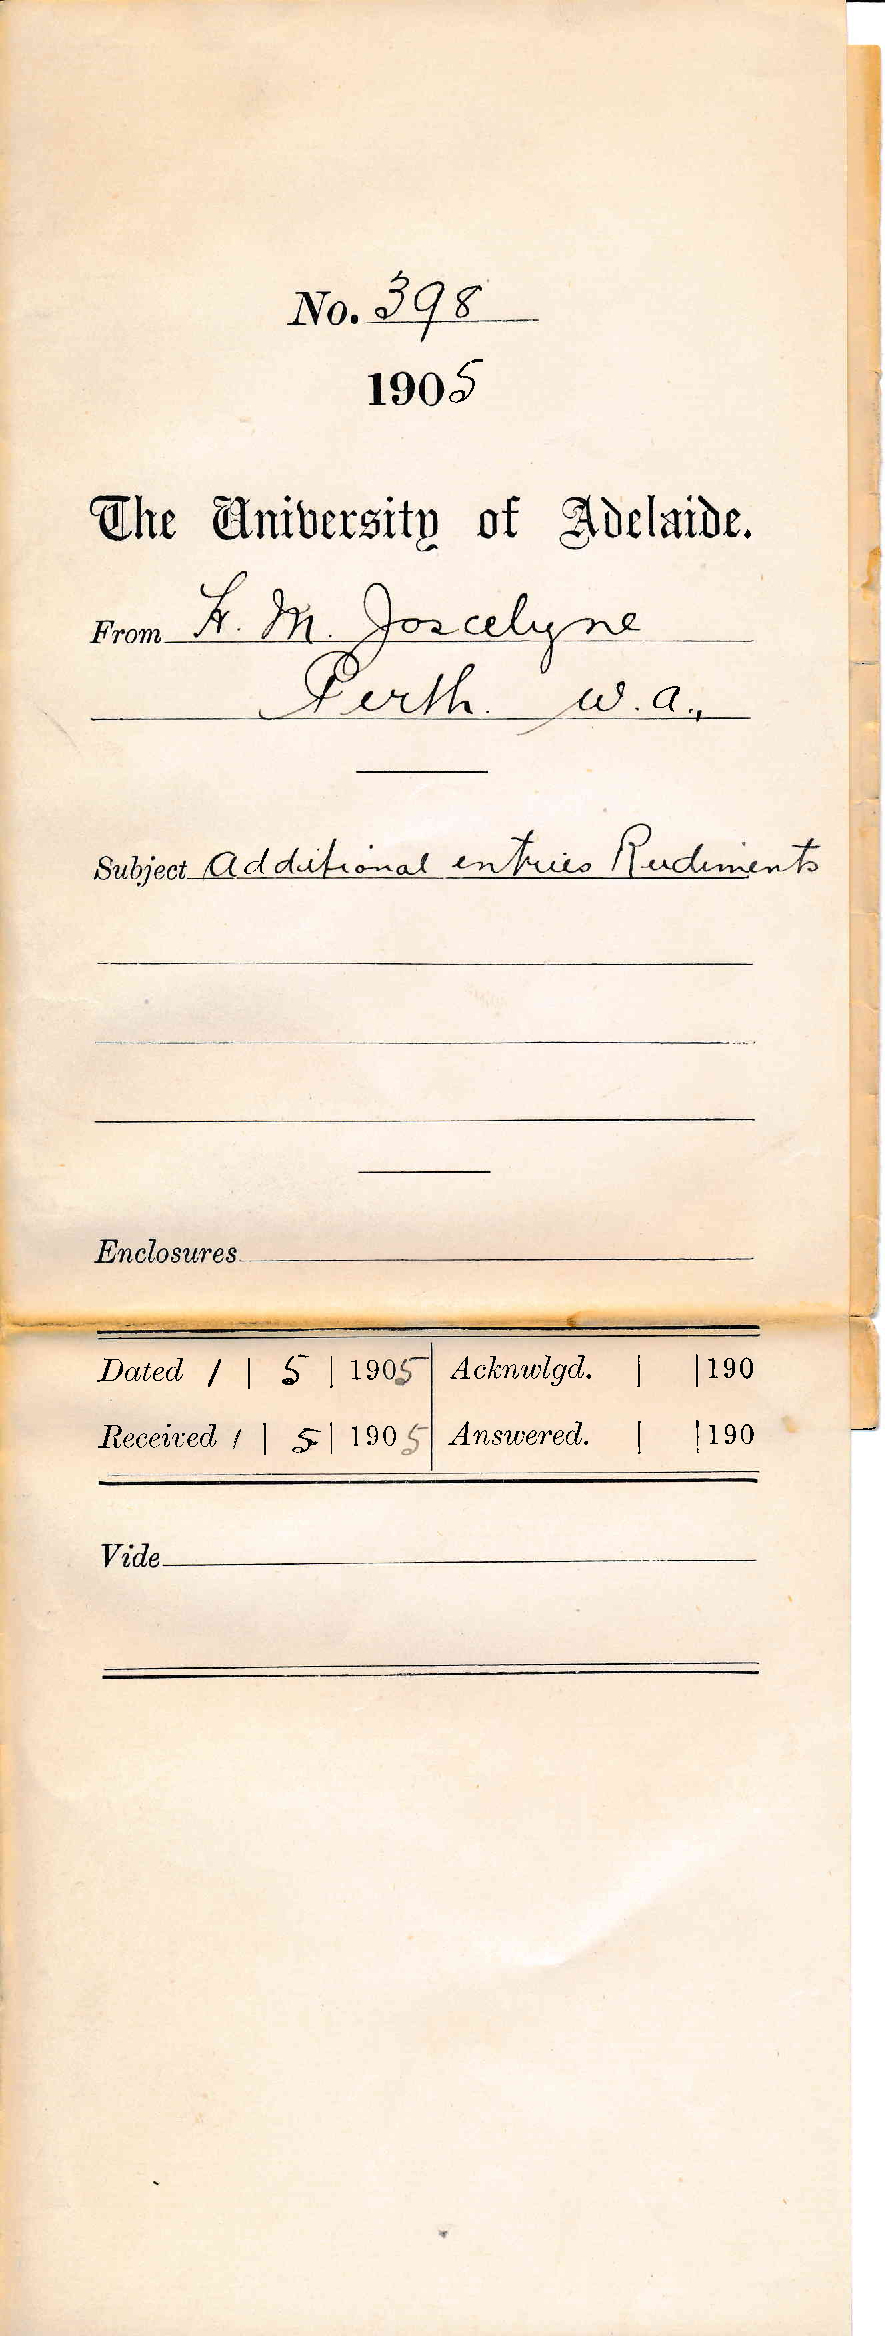 No. 398
1905
The University of Adelaide.
From H. M. Joscelyne
Perth. W.A.,
Subject Additional entries Rudiments
Enclosures
Dated 1 | 5 | 1905 Acknwlgd. | | 190
Received 1 | 5 | 1905 Answered. | | 190
Vide